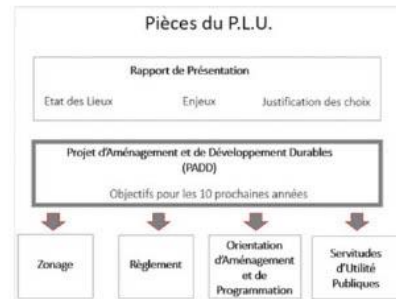 Pièces du P.L.U.
Rapport de Présentation
Etat des Lieux Enjeux Justification des choix
Projet d'Aménagement et de Développement Durables
(PADD)
Objectifs pour les 10 prochaines années
Zonage
Règlement
Orientation
d'Aménagement
et de
Programmation
Servitudes
d'Utilité
Publiques